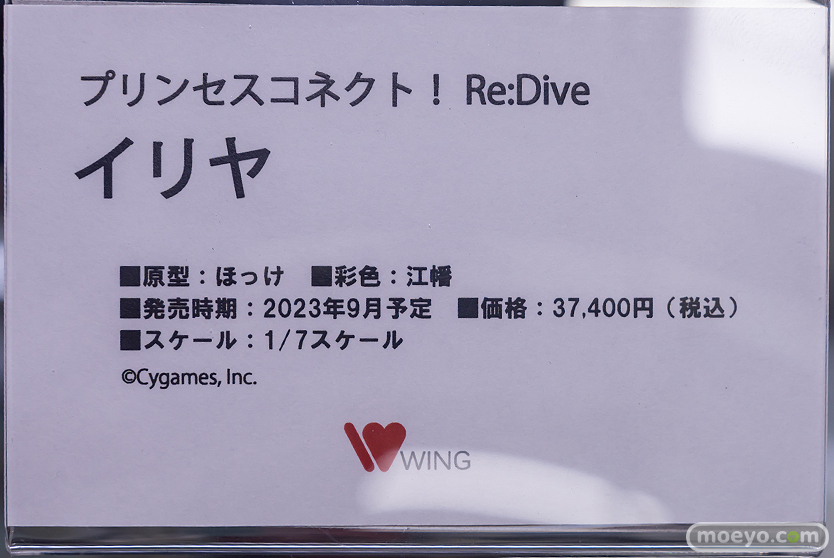 プリンセスコネクト！ Re:Dive
イリヤ
■原型：ほっけ　■彩色：江幡
■発売時期：2023年9月予定　■価格：37,400円（税込）
■スケール：1/7スケール
©Cygames, Inc.
WING
moeyo.com